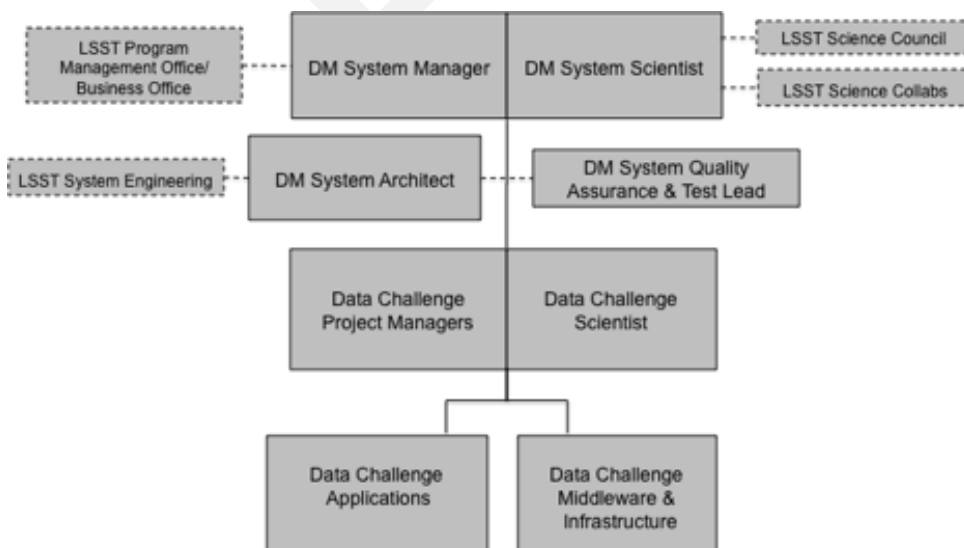 LSST Program
Management Office/
Business Office
DM System Manager
DM System Scientist
LSST Science Council
LSST Science Collabs
LSST System Engineering
DM System Architect
DM System Quality
Assurance & Test Lead
Data Challenge
Project Managers
Data Challenge
Scientist
Data Challenge
Applications
Data Challenge
Middleware &
Infrastructure